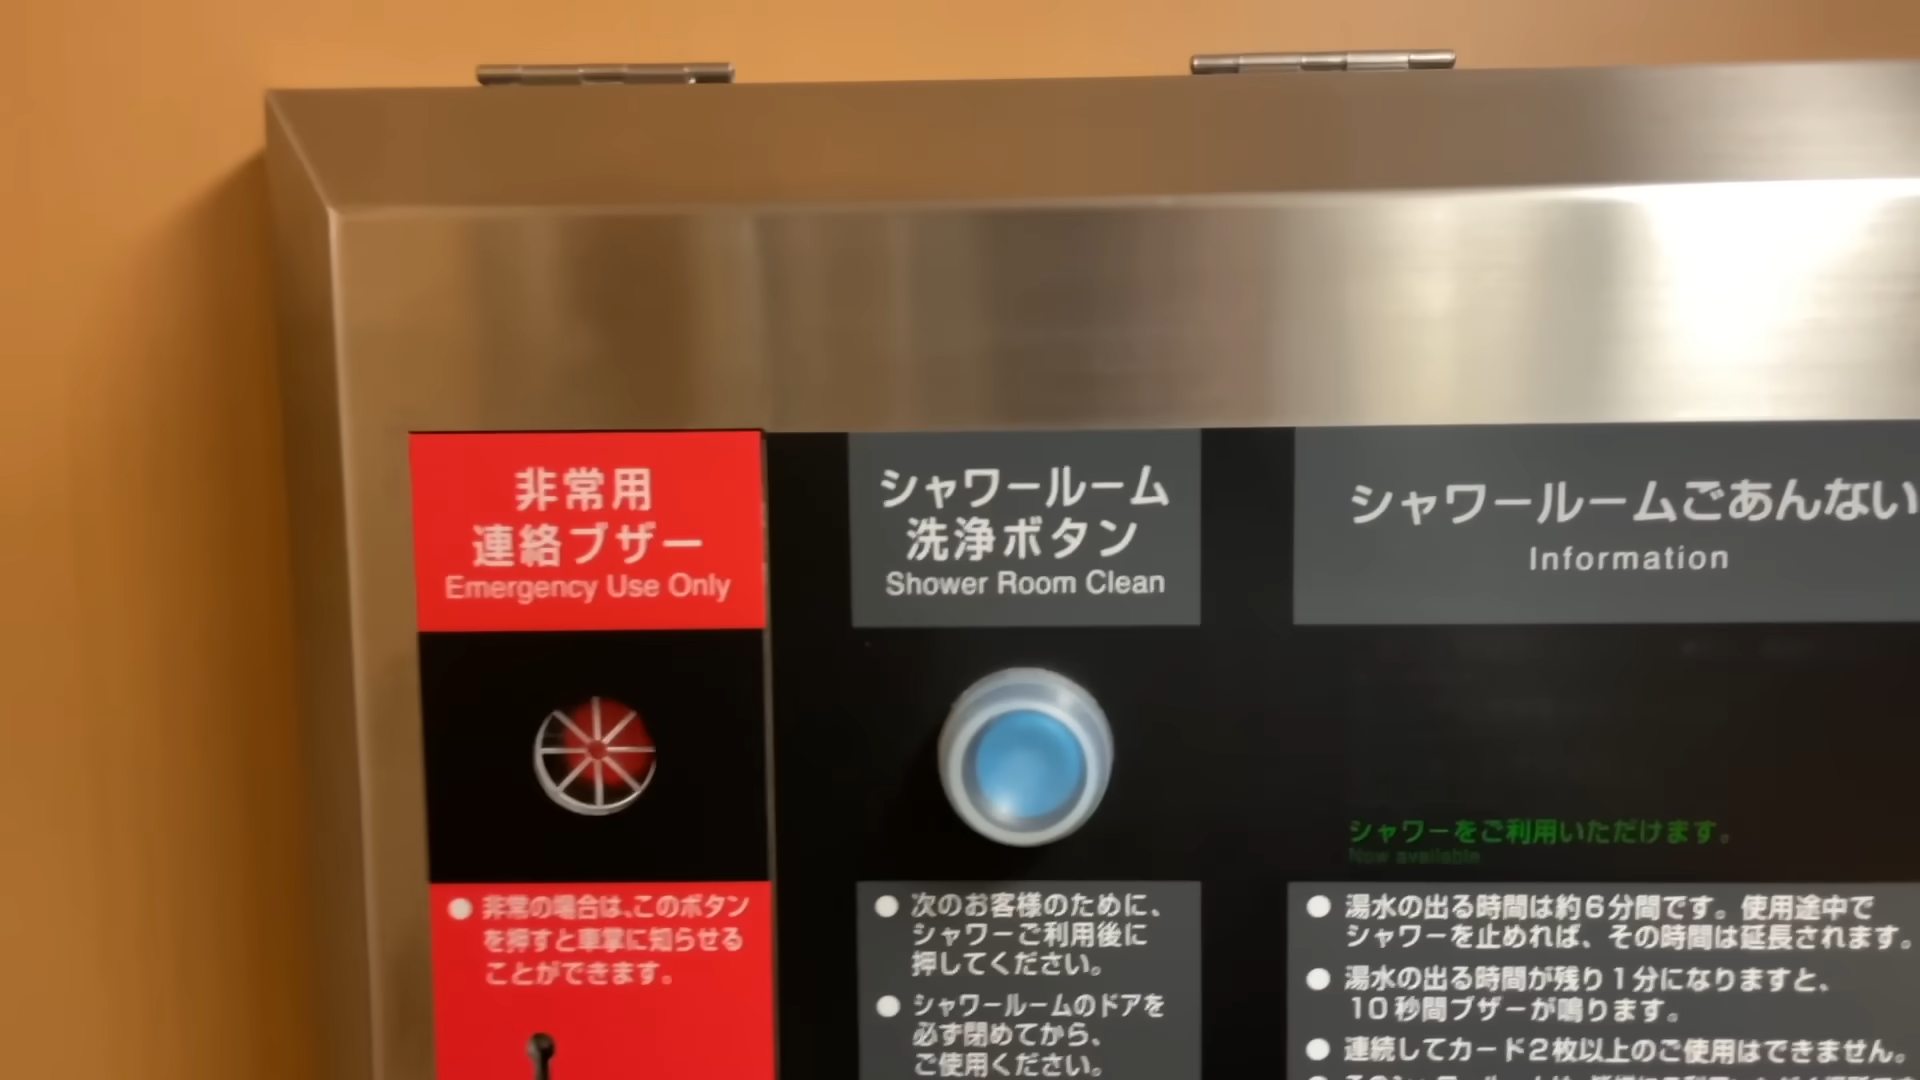 非常用
連絡ブザー
Emergency Use Only
非常の場合は、このボタン
を押すと車掌に知らせる
ことができます。
シャワールーム
洗浄ボタン
Shower Room Clean
次のお客様のために、
シャワーご利用後に
押してください。
シャワールームのドアを
必ず閉めてから、
ご使用ください。
シャワールームごあんない
Information
シャワーをご利用いただけます。
Now available
湯水の出る時間は約6分間です。使用途中で
シャワーを止めれば、その時間は延長されます。
湯水の出る時間が残り1分になりますと、
10秒間ブザーが鳴ります。
連続してカード2枚以上のご使用はできません。